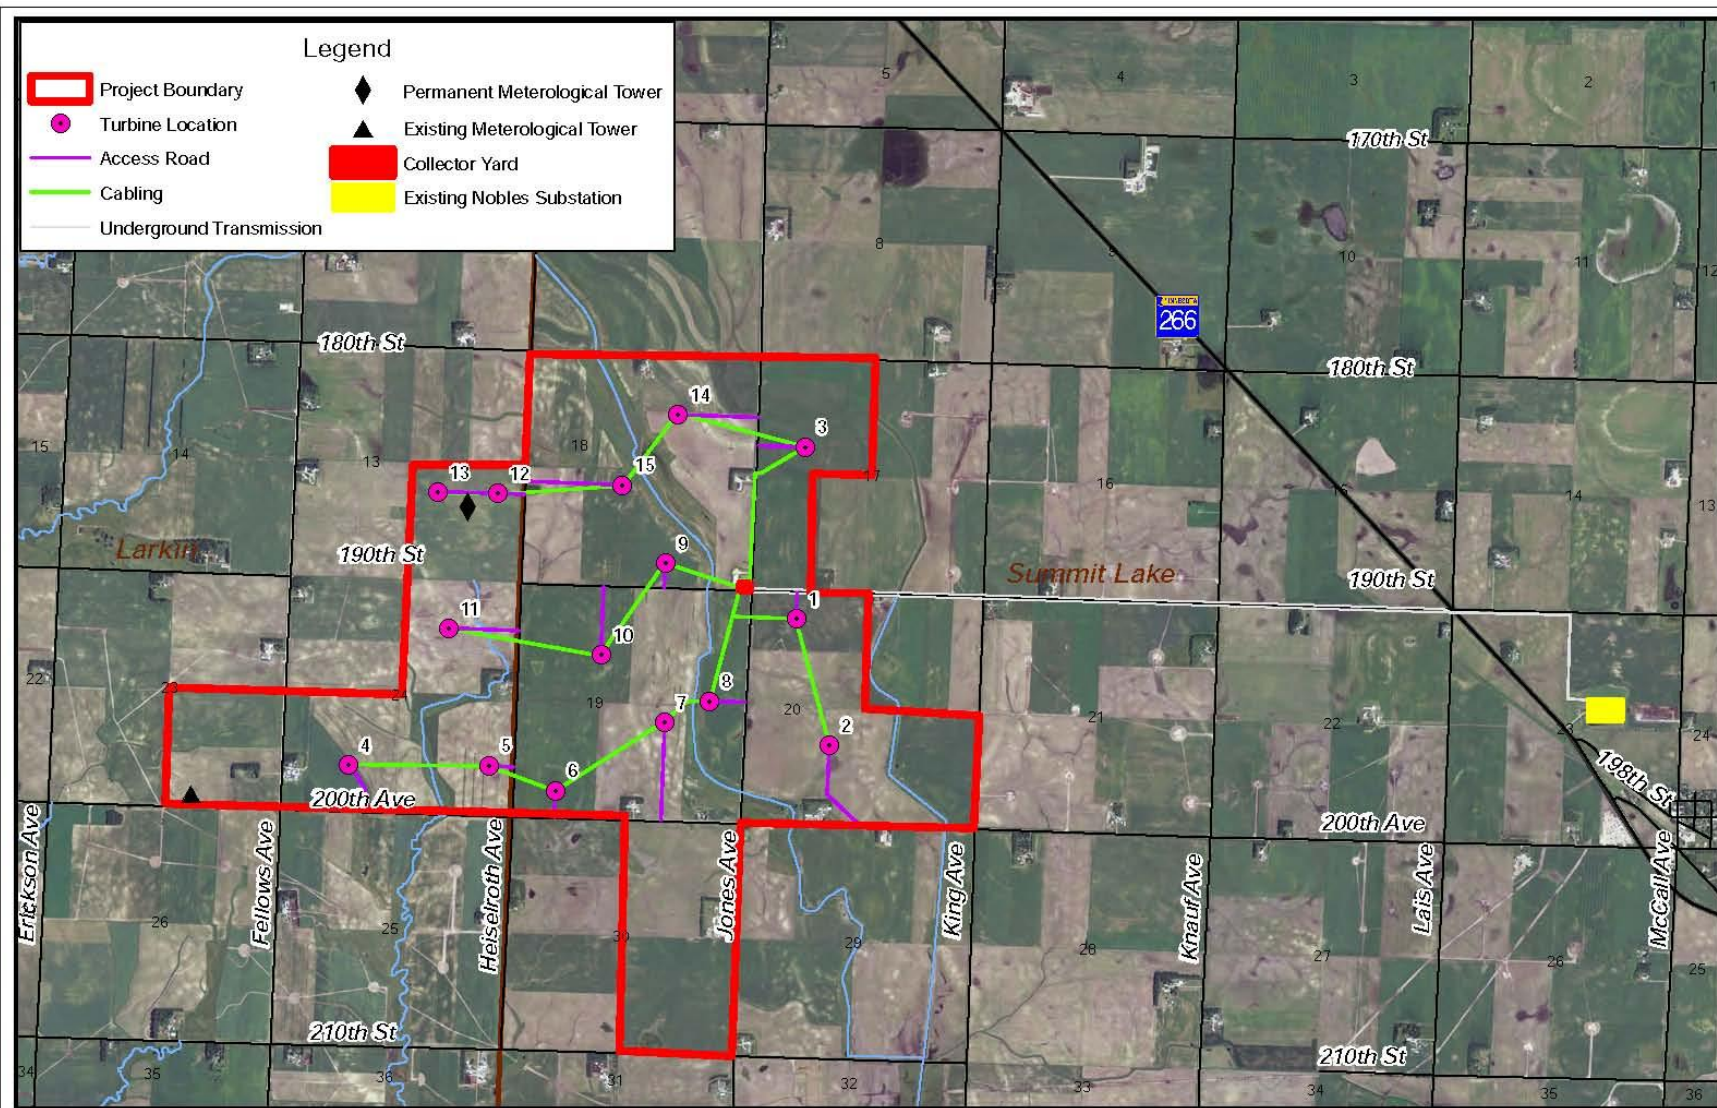 Legend
Project Boundary
Turbine Location
Access Road
Cabling
Underground Transmission
Permanent Meterological Tower
Existing Meterological Tower
Collector Yard
Existing Nobles Substation
5
4
3
2
1
170th St
8
9
10
11
12
MINNESOTA
266
180th St
180th St
14
3
15
14
13
18
17
16
15
14
13
13
12
15
Larkin
190th St
9
Summit Lake
190th St
1
11
10
22
23
24
19
8
7
20
2
21
22
23
24
4
5
6
198th St
200th Ave
200th Ave
Erickson Ave
Fellows Ave
Heiselroth Ave
Jones Ave
King Ave
Knauf Ave
Lais Ave
McCall Ave
26
25
30
29
28
27
26
25
210th St
210th St
34
35
36
31
32
33
34
35
36